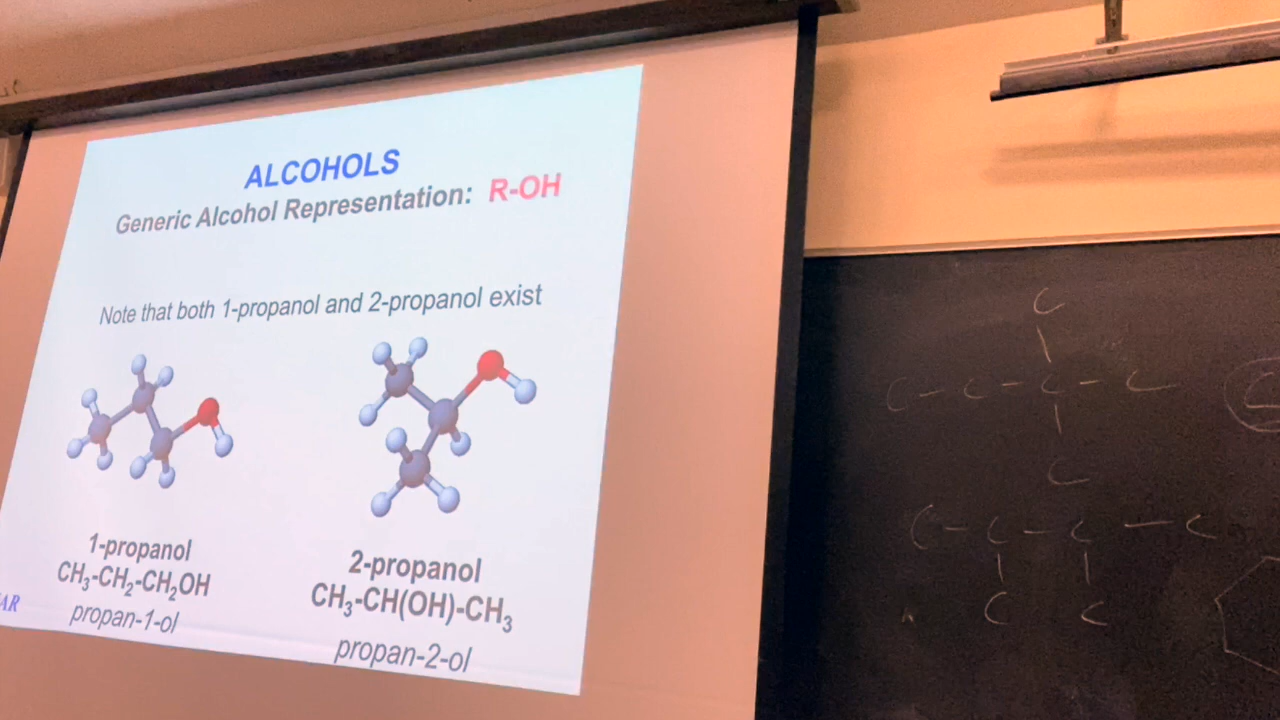 ALCOHOLS
Generic Alcohol Representation: R-OH
Note that both 1-propanol and 2-propanol exist
1-propanol
CH₃-CH₂-CH₂OH
propan-1-ol
2-propanol
CH₃-CH(OH)-CH₃
propan-2-ol
AR
C
C - C - C - C
C
C - C - C - C
C C